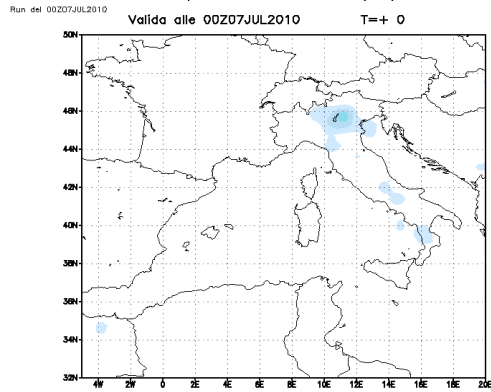 Run del 00Z07JUL2010
Valida alle 00Z07JUL2010 T=+ 0
50N
48N
46N
44N
42N
40N
38N
36N
34N
32N
4W 2W 0 2E 4E 6E 8E 10E 12E 14E 16E 18E 20E